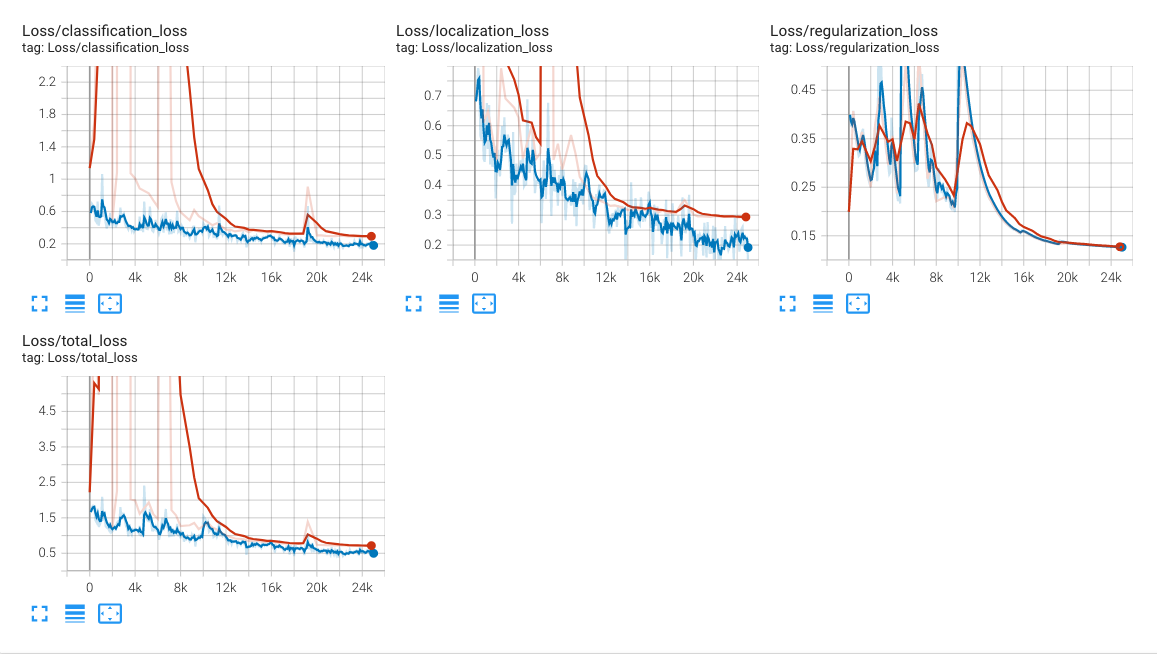 Loss/classification_loss
tag: Loss/classification_loss
2.2
1.8
1.4
1
0.6
0.2
0 4k 8k 12k 16k 20k 24k
Loss/localization_loss
tag: Loss/localization_loss
0.7
0.6
0.5
0.4
0.3
0.2
0 4k 8k 12k 16k 20k 24k
Loss/regularization_loss
tag: Loss/regularization_loss
0.45
0.35
0.25
0.15
0 4k 8k 12k 16k 20k 24k
Loss/total_loss
tag: Loss/total_loss
4.5
3.5
2.5
1.5
0.5
0 4k 8k 12k 16k 20k 24k